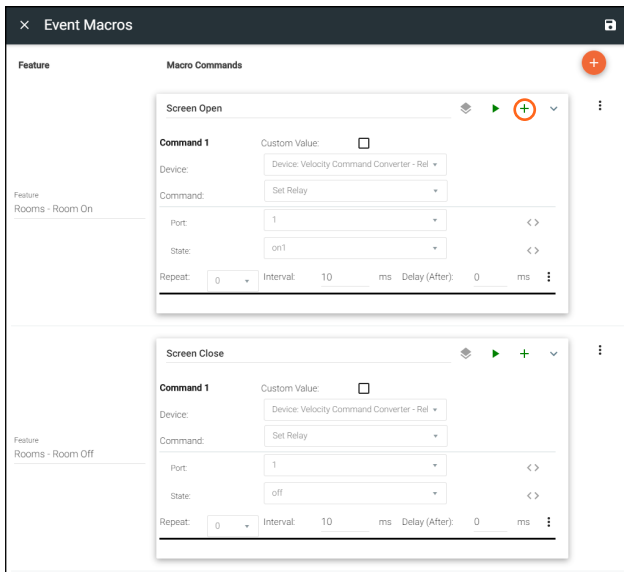 Event Macros
Feature Macro Commands
Screen Open
Command 1 Custom Value:
Device: Device: Velocity Command Converter - Rel
Feature
Rooms - Room On
Command: Set Relay
Port: 1
State: on1
Repeat: 0 Interval: 10 ms Delay (After): 0 ms
Screen Close
Command 1 Custom Value:
Device: Device: Velocity Command Converter - Rel
Feature
Rooms - Room Off
Command: Set Relay
Port: 1
State: off
Repeat: 0 Interval: 10 ms Delay (After): 0 ms